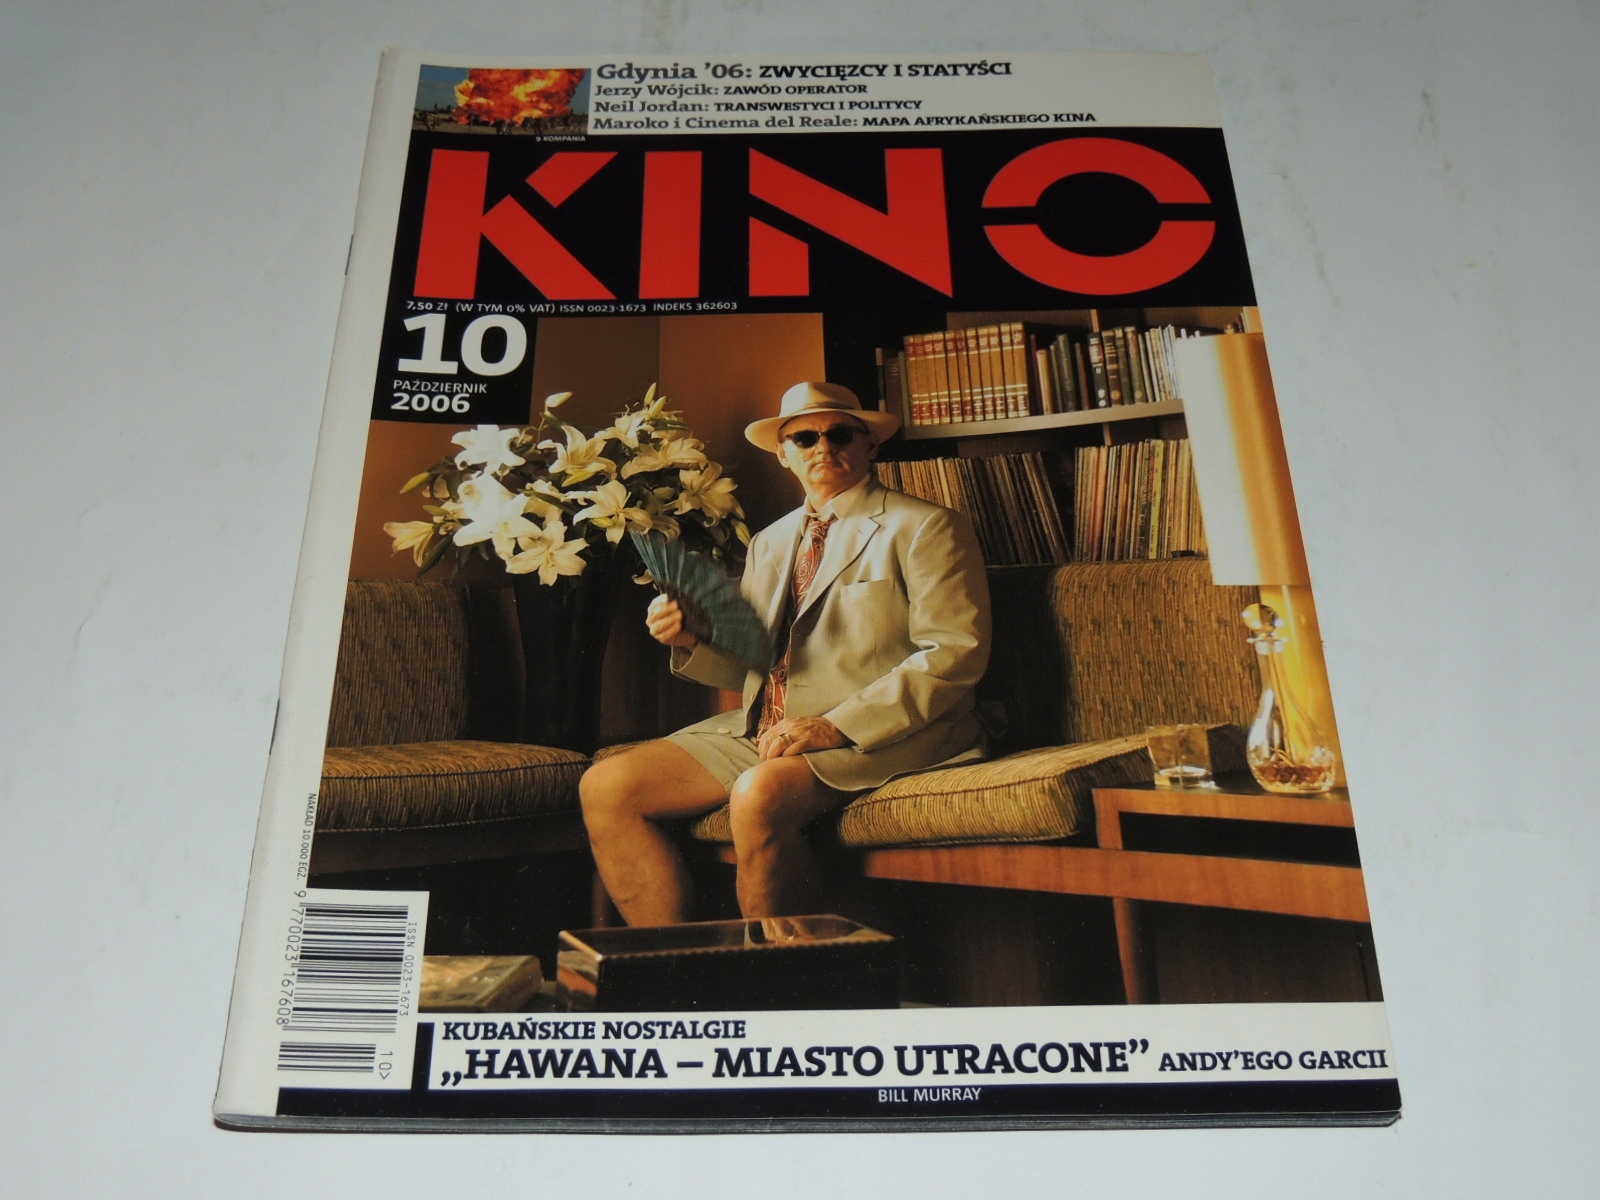 Gdynia ’06: ZWYCIĘZCY I STATYŚCI
Jerzy Wójcik: ZAWÓD OPERATOR
Neil Jordan: TRANSWESTYCI I POLITYCY
Maroko i Cinema del Reale: MAPA AFRYKAŃSKIEGO KINA
9 KOMPANIA
KINO
7,50 Zł (W TYM 0% VAT) ISSN 0023-1673 INDEKS 362603
10
PAŹDZIERNIK
2006
NAKŁAD 10.000 EGZ.
ISSN 0023-1673
9 770023 167608
10>
KUBAŃSKIE NOSTALGIE
„HAWANA – MIASTO UTRACONE” ANDY’EGO GARCII
BILL MURRAY